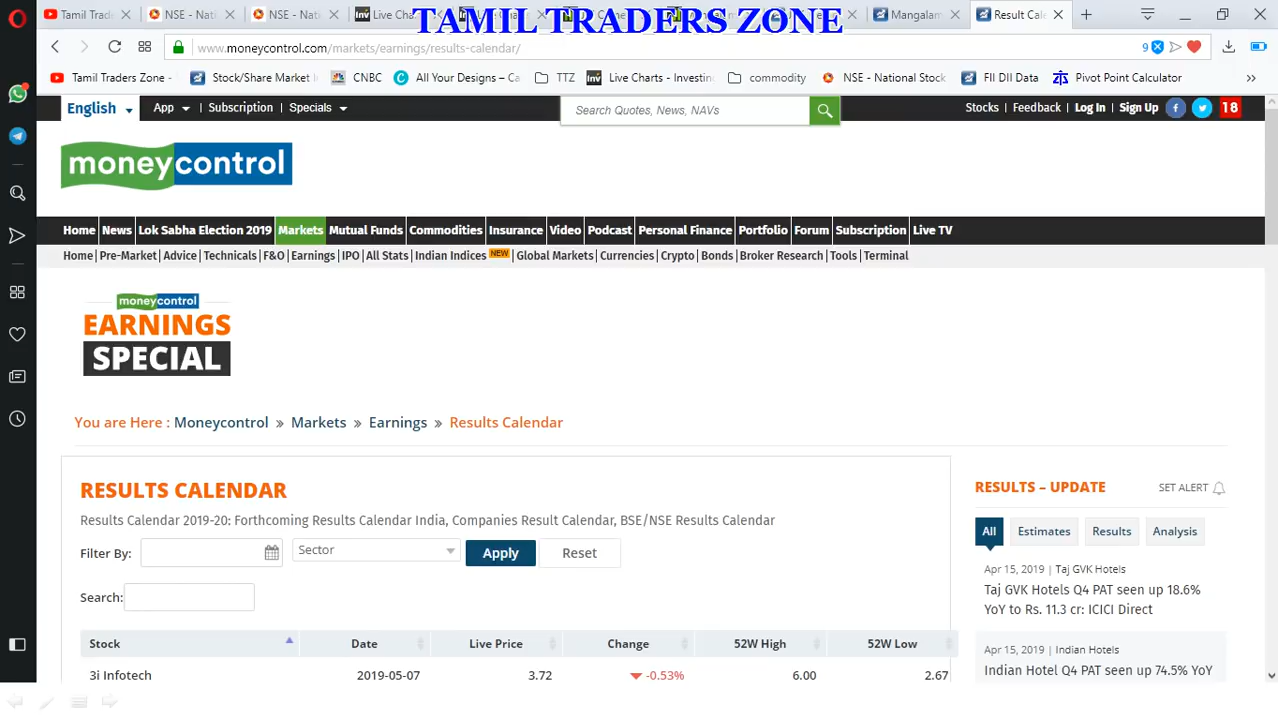 TAMIL TRADERS ZONE
Tamil Trad
NSE - Nati
NSE - Nati
Live Cha
Mangalam
Result Cal
www.moneycontrol.com/markets/earnings/results-calendar/
9
Tamil Traders Zone -
Stock/Share Market I
CNBC
All Your Designes – Ca
TTZ
Live Charts - Investin
commodity
NSE - National Stock
FII DII Data
Pivot Point Calculator
English
App | Subscription | Specials
Search Quotes, News, NAVs
Stocks | Feedback | Log In | Sign Up
18
moneycontrol
Home News Lok Sabha Election 2019 Markets Mutual Funds Commodities Insurance Video Podcast Personal Finance Portfolio Forum Subscription Live TV
Home | Pre-Market | Advice | Technicals | F&O | Earnings | IPO | All Stats | Indian Indices NEW | Global Markets | Currencies | Crypto | Bonds | Broker Research | Tools | Terminal
moneycontrol
EARNINGS
SPECIAL
You are Here : Moneycontrol » Markets » Earnings » Results Calendar
RESULTS CALENDAR
Results Calendar 2019-20: Forthcoming Results Calendar India, Companies Result Calendar, BSE/NSE Results Calendar
Filter By:
Sector
Apply
Reset
Search:
Stock Date Live Price Change 52W High 52W Low
3i Infotech 2019-05-07 3.72 -0.53% 6.00 2.67
RESULTS – UPDATE
SET ALERT
All Estimates Results Analysis
Apr 15, 2019 | Taj GVK Hotels
Taj GVK Hotels Q4 PAT seen up 18.6%
YoY to Rs. 11.3 cr: ICICI Direct
Apr 15, 2019 | Indian Hotels
Indian Hotel Q4 PAT seen up 74.5% YoY